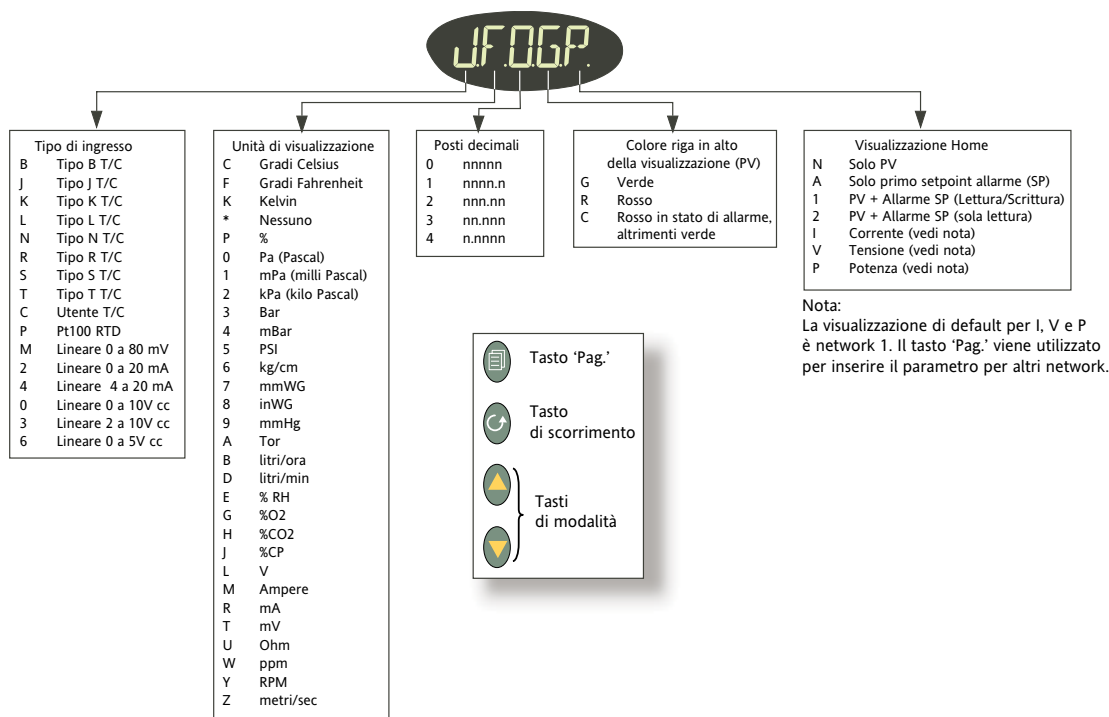 J.F.0.G.P.
Tipo di ingresso
B Tipo B T/C
J Tipo J T/C
K Tipo K T/C
L Tipo L T/C
N Tipo N T/C
R Tipo R T/C
S Tipo S T/C
T Tipo T T/C
C Utente T/C
P Pt100 RTD
M Lineare 0 a 80 mV
2 Lineare 0 a 20 mA
4 Lineare 4 a 20 mA
0 Lineare 0 a 10V cc
3 Lineare 2 a 10V cc
6 Lineare 0 a 5V cc
Unità di visualizzazione
C Gradi Celsius
F Gradi Fahrenheit
K Kelvin
* Nessuno
P %
0 Pa (Pascal)
1 mPa (milli Pascal)
2 kPa (kilo Pascal)
3 Bar
4 mBar
5 PSI
6 kg/cm
7 mmWG
8 inWG
9 mmHg
A Tor
B litri/ora
D litri/min
E % RH
G %O2
H %CO2
J %CP
L V
M Ampere
R mA
T mV
U Ohm
W ppm
Y RPM
Z metri/sec
Posti decimali
0 nnnnn
1 nnnn.n
2 nnn.nn
3 nn.nnn
4 n.nnnn
Colore riga in alto
della visualizzazione (PV)
G Verde
R Rosso
C Rosso in stato di allarme,
altrimenti verde
Visualizzazione Home
N Solo PV
A Solo primo setpoint allarme (SP)
1 PV + Allarme SP (Lettura/Scrittura)
2 PV + Allarme SP (sola lettura)
I Corrente (vedi nota)
V Tensione (vedi nota)
P Potenza (vedi nota)
Nota:
La visualizzazione di default per I, V e P
è network 1. Il tasto ‘Pag.’ viene utilizzato
per inserire il parametro per altri network.
Tasto ‘Pag.’
Tasto
di scorrimento
Tasti
di modalità